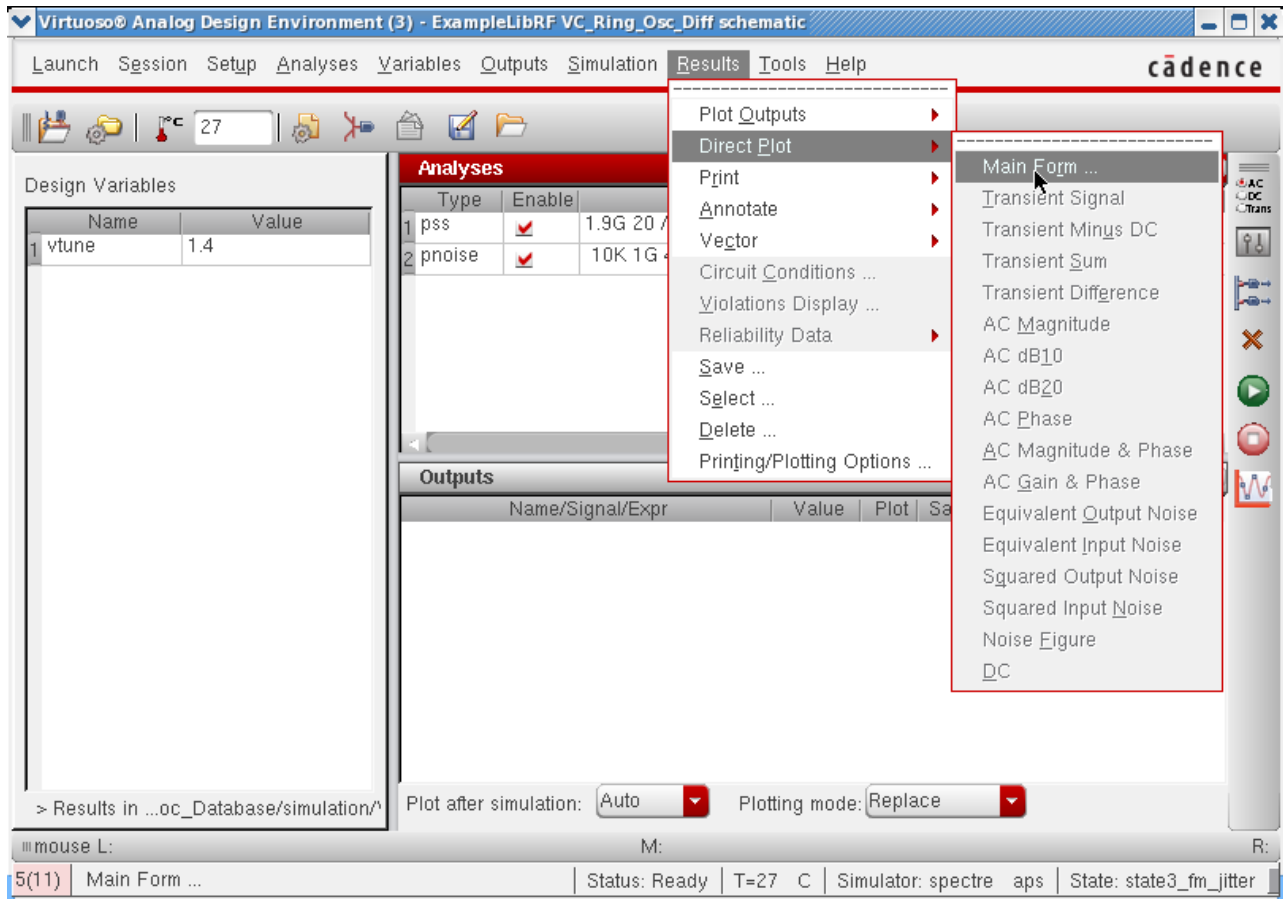 Virtuoso® Analog Design Environment (3) - ExampleLibRF VC_Ring_Osc_Diff schematic
Launch Session Setup Analyses Variables Outputs Simulation Results Tools Help cādence
°C 27
Design Variables
Name Value
1 vtune 1.4
> Results in ...oc_Database/simulation/
Analyses
Type Enable
1 pss 1.9G 20
2 pnoise 10K 1G
Plot Outputs
Direct Plot
Print
Annotate
Vector
Circuit Conditions ...
Violations Display ...
Reliability Data
Save ...
Select ...
Delete ...
Printing/Plotting Options ...
Main Form ...
Transient Signal
Transient Minus DC
Transient Sum
Transient Difference
AC Magnitude
AC dB10
AC dB20
AC Phase
AC Magnitude & Phase
AC Gain & Phase
Equivalent Output Noise
Equivalent Input Noise
Squared Output Noise
Squared Input Noise
Noise Figure
DC
AC
DC
Trans
Outputs
Name/Signal/Expr Value Plot Sa
Plot after simulation: Auto Plotting mode: Replace
mouse L: M: R:
5(11) Main Form ... Status: Ready T=27 C Simulator: spectre aps State: state3_fm_jitter